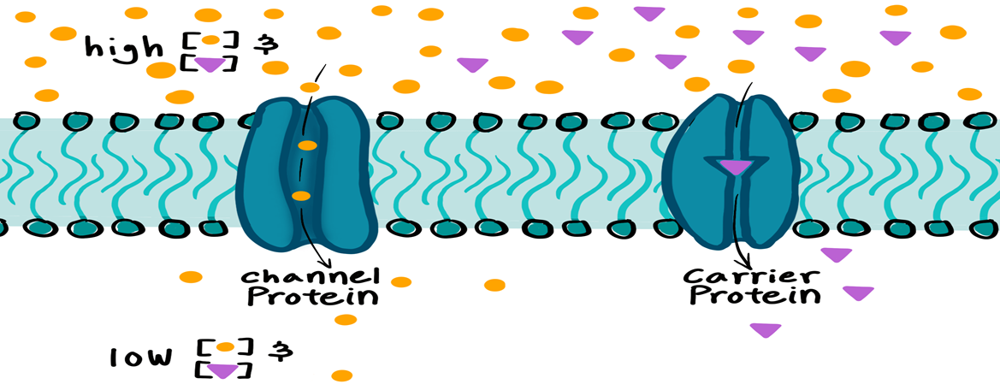 high [ ] &
[ ]
channel
Protein
Carrier
Protein
low [ ] &
[ ]